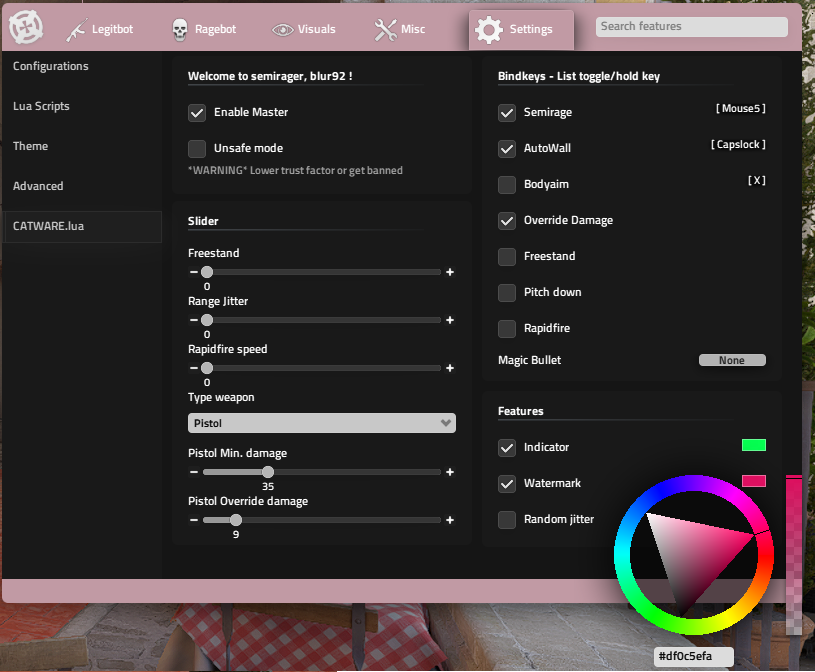 Legitbot
Ragebot
Visuals
Misc
Settings
Search features
Configurations
Lua Scripts
Theme
Advanced
CATWARE.lua
Welcome to semirager, blur92 !
Enable Master
Unsafe mode
*WARNING* Lower trust factor or get banned
Slider
Freestand
0
Range Jitter
0
Rapidfire speed
0
Type weapon
Pistol
Pistol Min. damage
35
Pistol Override damage
9
Bindkeys - List toggle/hold key
Semirage [ Mouse5 ]
AutoWall [ Capslock ]
Bodyaim [ X ]
Override Damage
Freestand
Pitch down
Rapidfire
Magic Bullet None
Features
Indicator
Watermark
Random jitter
#df0c5efa